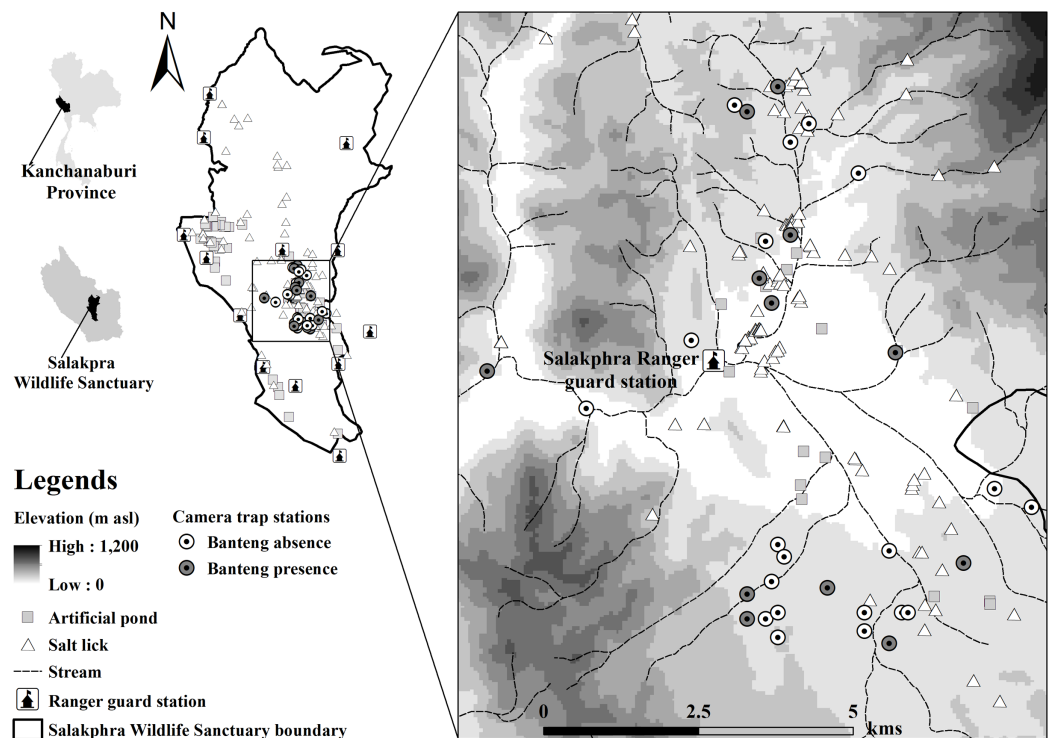 N
Kanchanaburi
Province
Salakpra
Wildlife Sanctuary
Legends
Elevation (m asl)
High : 1,200
Low : 0
Artificial pond
Salt lick
Stream
Ranger guard station
Salakphra Wildlife Sanctuary boundary
Camera trap stations
Banteng absence
Banteng presence
Salakphra Ranger
guard station
0
2.5
5
kms